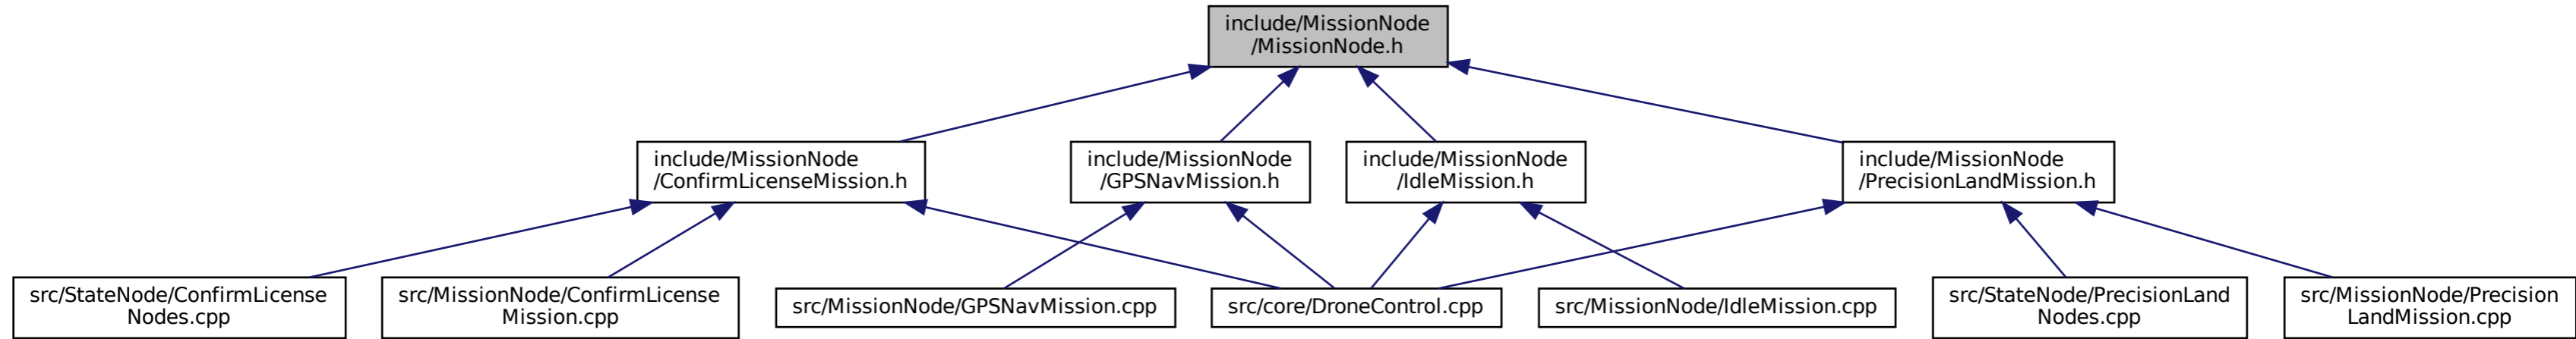 include/MissionNode
/MissionNode.h
include/MissionNode
/ConfirmLicenseMission.h
include/MissionNode
/GPSNavMission.h
include/MissionNode
/IdleMission.h
include/MissionNode
/PrecisionLandMission.h
src/StateNode/ConfirmLicense
Nodes.cpp
src/MissionNode/ConfirmLicense
Mission.cpp
src/MissionNode/GPSNavMission.cpp
src/core/DroneControl.cpp
src/MissionNode/IdleMission.cpp
src/StateNode/PrecisionLand
Nodes.cpp
src/MissionNode/Precision
LandMission.cpp